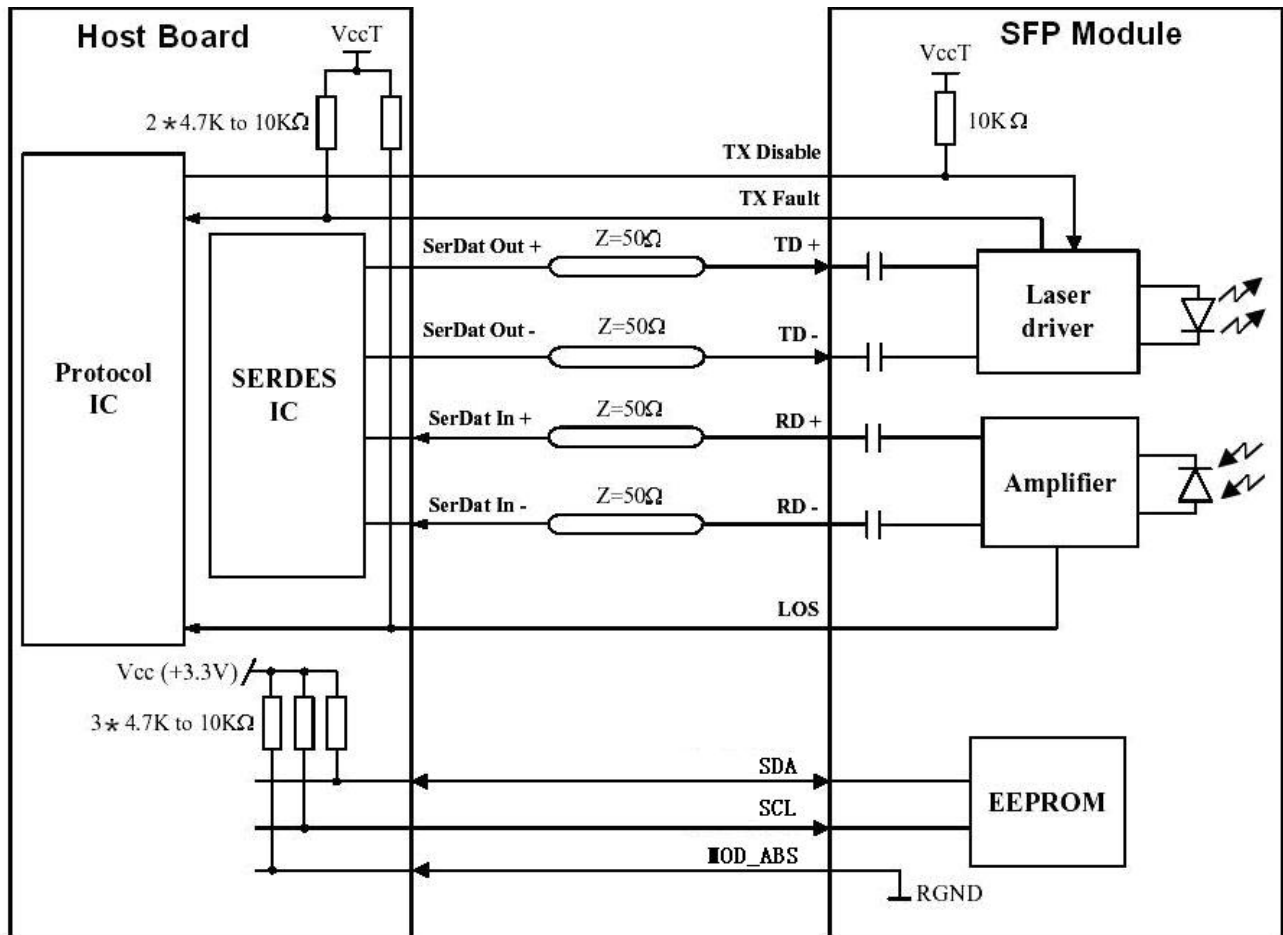 Host Board
SFP Module
VccT
VccT
2*4.7K to 10KΩ
10KΩ
TX Disable
TX Fault
SerDat Out +
Z=50Ω
TD +
SerDat Out -
Z=50Ω
TD -
Laser
driver
Protocol
IC
SERDES
IC
SerDat In +
Z=50Ω
RD +
SerDat In -
Z=50Ω
RD -
Amplifier
LOS
Vcc (+3.3V)
3*4.7K to 10KΩ
SDA
SCL
EEPROM
MOD_ABS
RGND